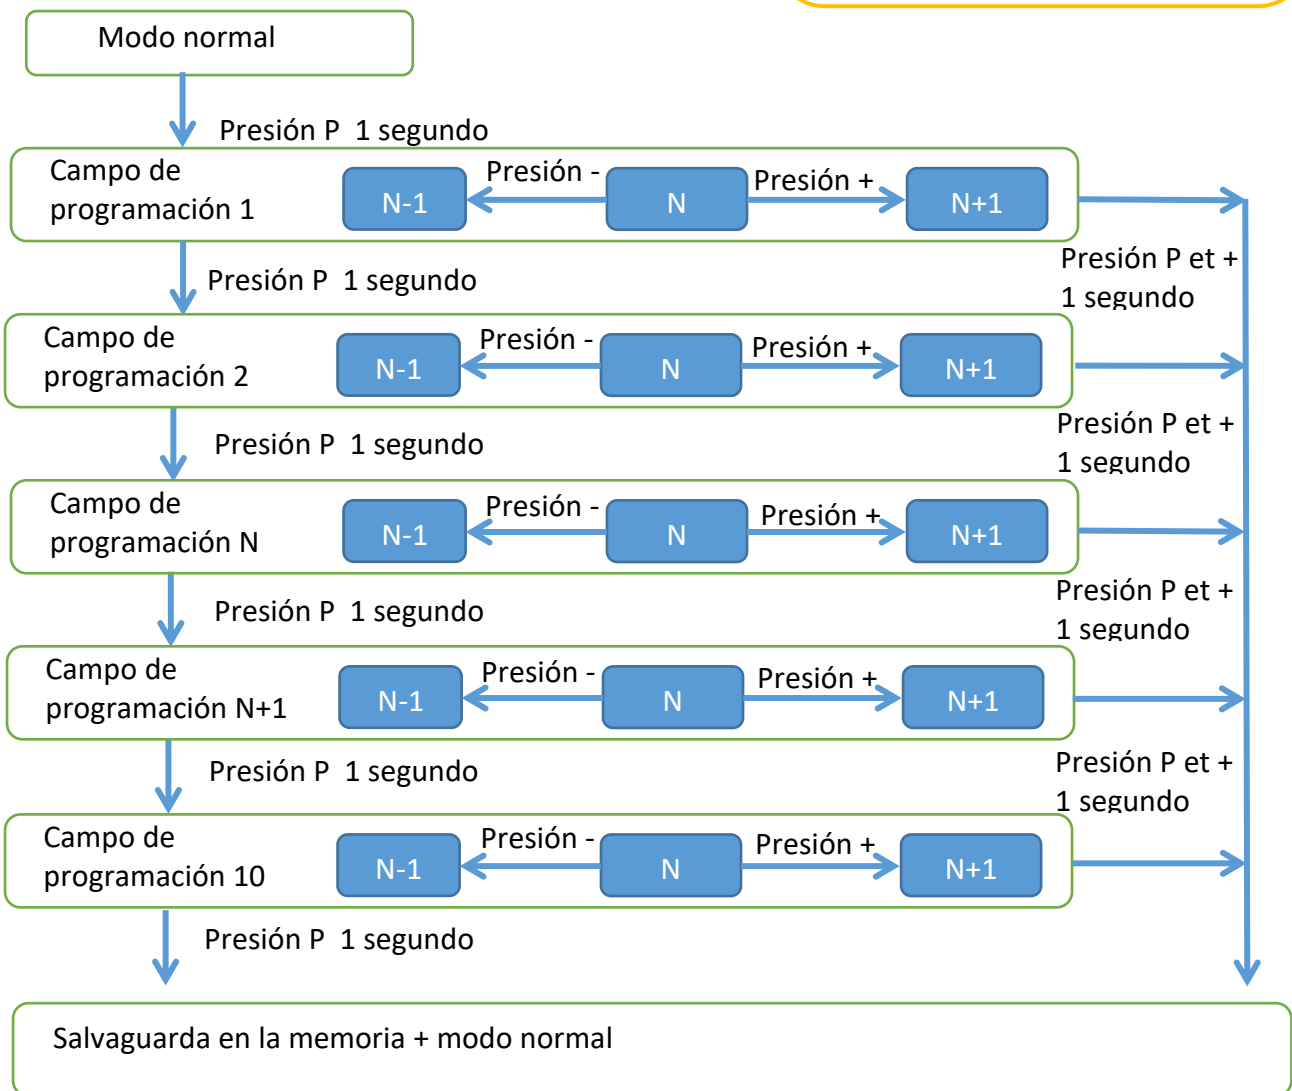 Modo normal
Presión P 1 segundo
Campo de
programación 1
N-1
Presión -
N
Presión +
N+1
Presión P et +
1 segundo
Presión P 1 segundo
Campo de
programación 2
N-1
Presión -
N
Presión +
N+1
Presión P et +
1 segundo
Presión P 1 segundo
Campo de
programación N
N-1
Presión -
N
Presión +
N+1
Presión P et +
1 segundo
Presión P 1 segundo
Campo de
programación N+1
N-1
Presión -
N
Presión +
N+1
Presión P et +
1 segundo
Presión P 1 segundo
Campo de
programación 10
N-1
Presión -
N
Presión +
N+1
Presión P 1 segundo
Salvaguarda en la memoria + modo normal